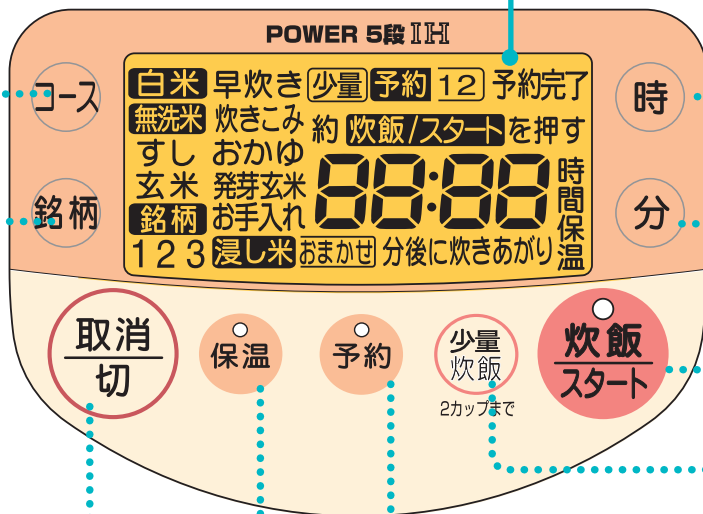 POWER 5段 IH
コース
銘柄
白米 早炊き 少量 予約 12 予約完了
無洗米 炊きこみ 約 炊飯/スタート を押す
すし おかゆ
玄米 発芽玄米 88:88 時間保温
銘柄 お手入れ
123 浸し米 おまかせ 分後に炊きあがり
時
分
取消
切
保温
予約
少量
炊飯
2カップまで
炊飯
スタート